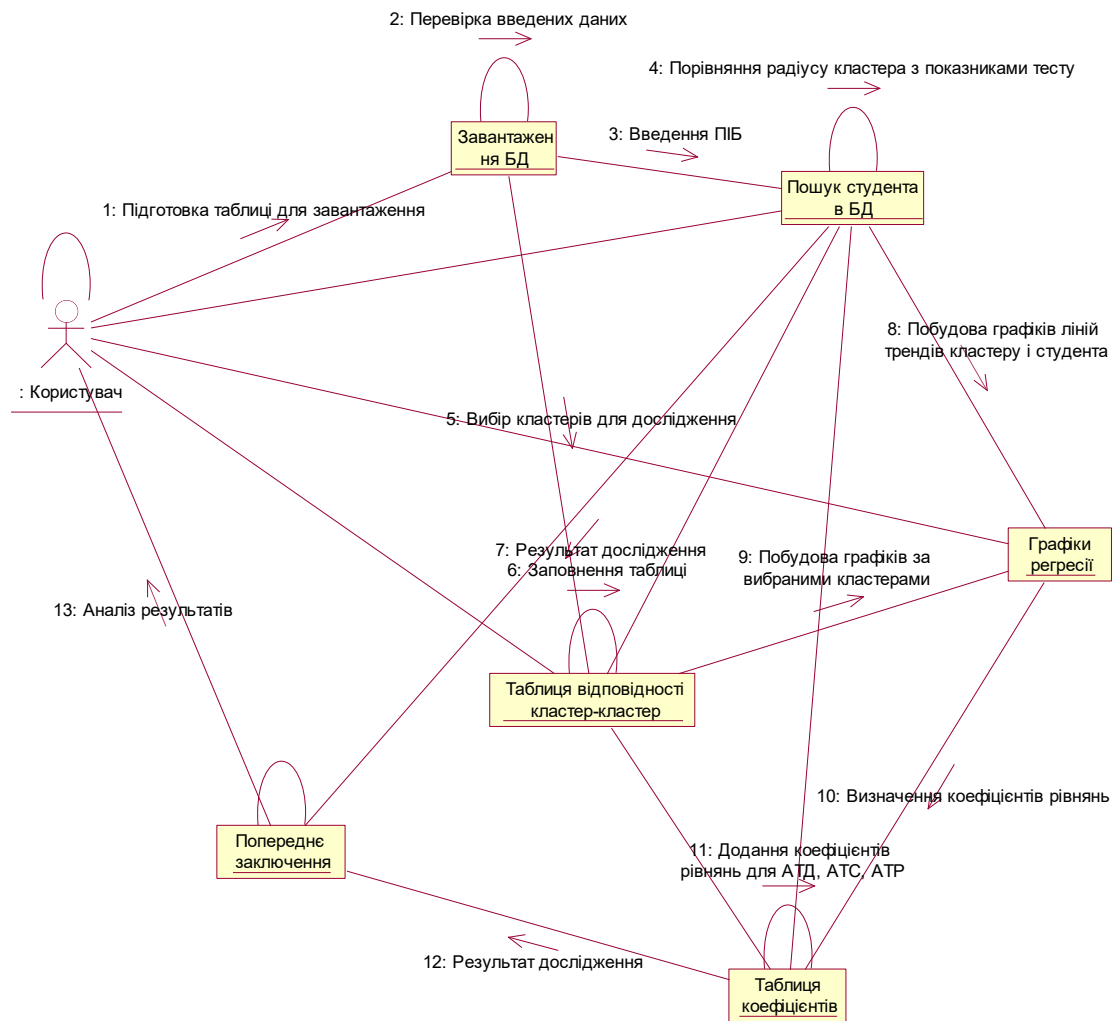 2: Перевірка введених даних
4: Порівняння радіусу кластера з показниками тесту
Завантажен
ня БД
3: Введення ПІБ
Пошук студента
в БД
1: Підготовка таблиці для завантаження
8: Побудова графіків ліній
трендів кластеру і студента
: Користувач
5: Вибір кластерів для дослідження
Графіки
регресії
7: Результат дослідження
6: Заповнення таблиці
9: Побудова графіків за
вибраними кластерами
13: Аналіз результатів
Таблиця відповідності
кластер-кластер
10: Визначення коефіцієнтів рівнянь
Попереднє
заключення
11: Додання коефіцієнтів
рівнянь для АТД, АТС, АТР
12: Результат дослідження
Таблиця
коефіцієнтів